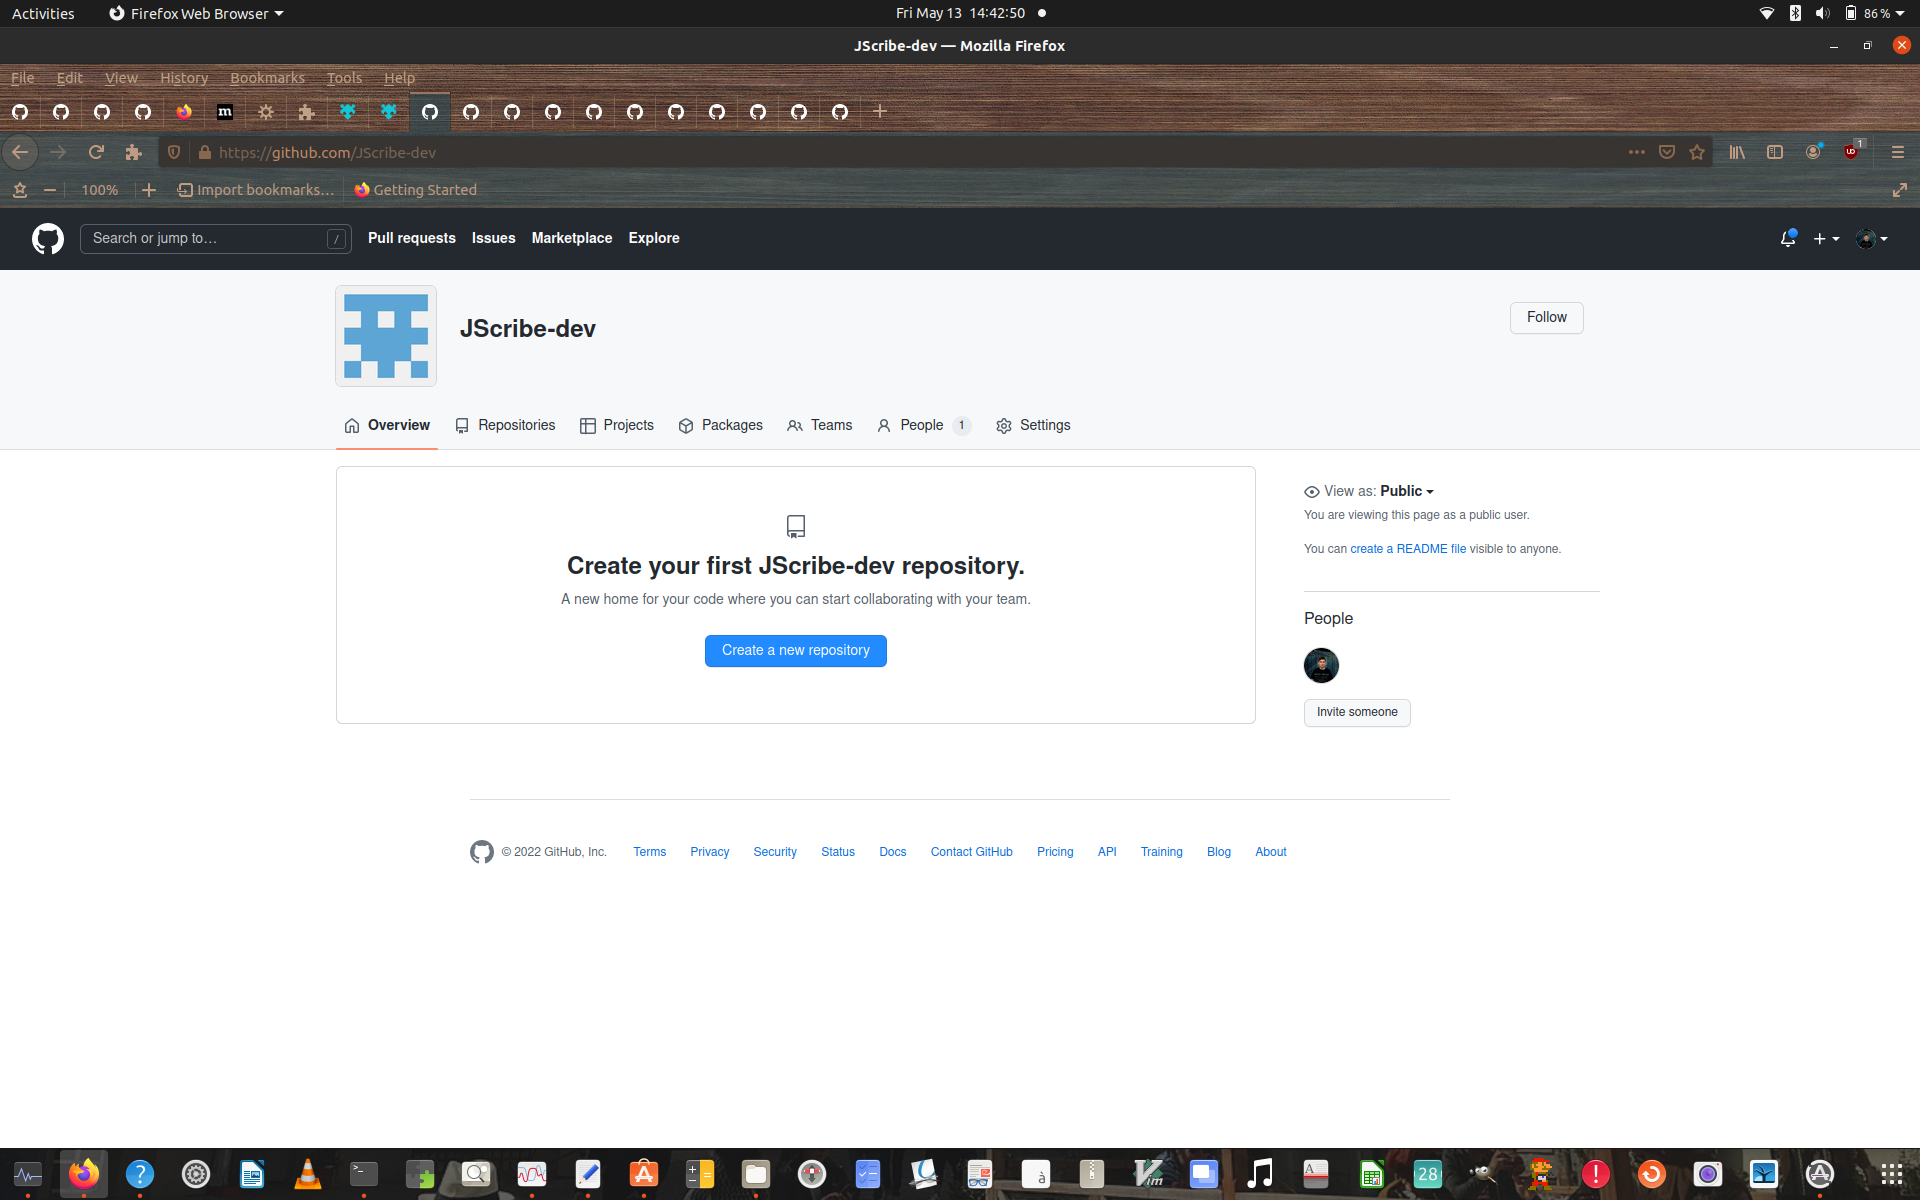 Activities Firefox Web Browser Fri May 13 14:42:50 86%
JScribe-dev — Mozilla Firefox
File Edit View History Bookmarks Tools Help
m
https://github.com/JScribe-dev 1
100% Import bookmarks… Getting Started
Search or jump to… / Pull requests Issues Marketplace Explore
JScribe-dev
Follow
Overview Repositories Projects Packages Teams People 1 Settings
View as: Public
You are viewing this page as a public user.
You can create a README file visible to anyone.
Create your first JScribe-dev repository.
A new home for your code where you can start collaborating with your team.
Create a new repository
People
Invite someone
© 2022 GitHub, Inc. Terms Privacy Security Status Docs Contact GitHub Pricing API Training Blog About
28